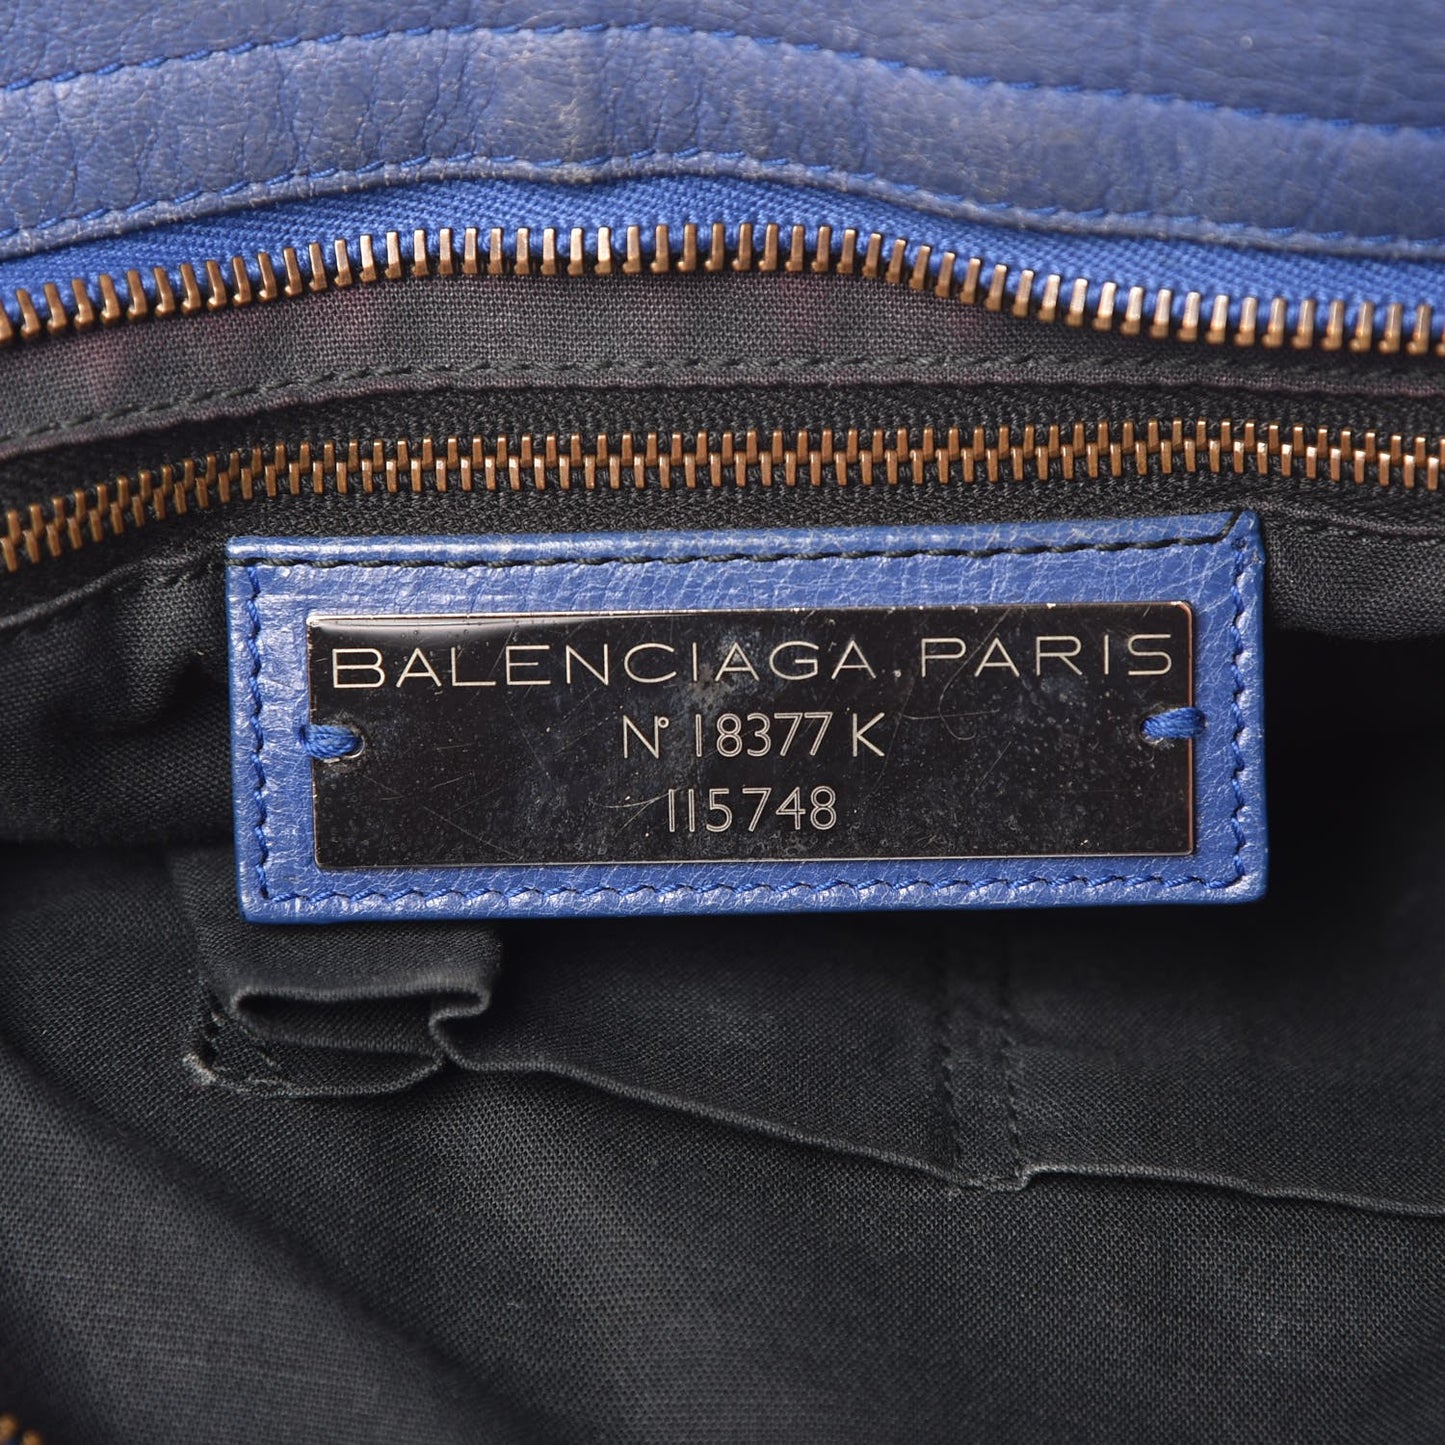 BALENCIAGA.PARIS
N° 18377 K
115748